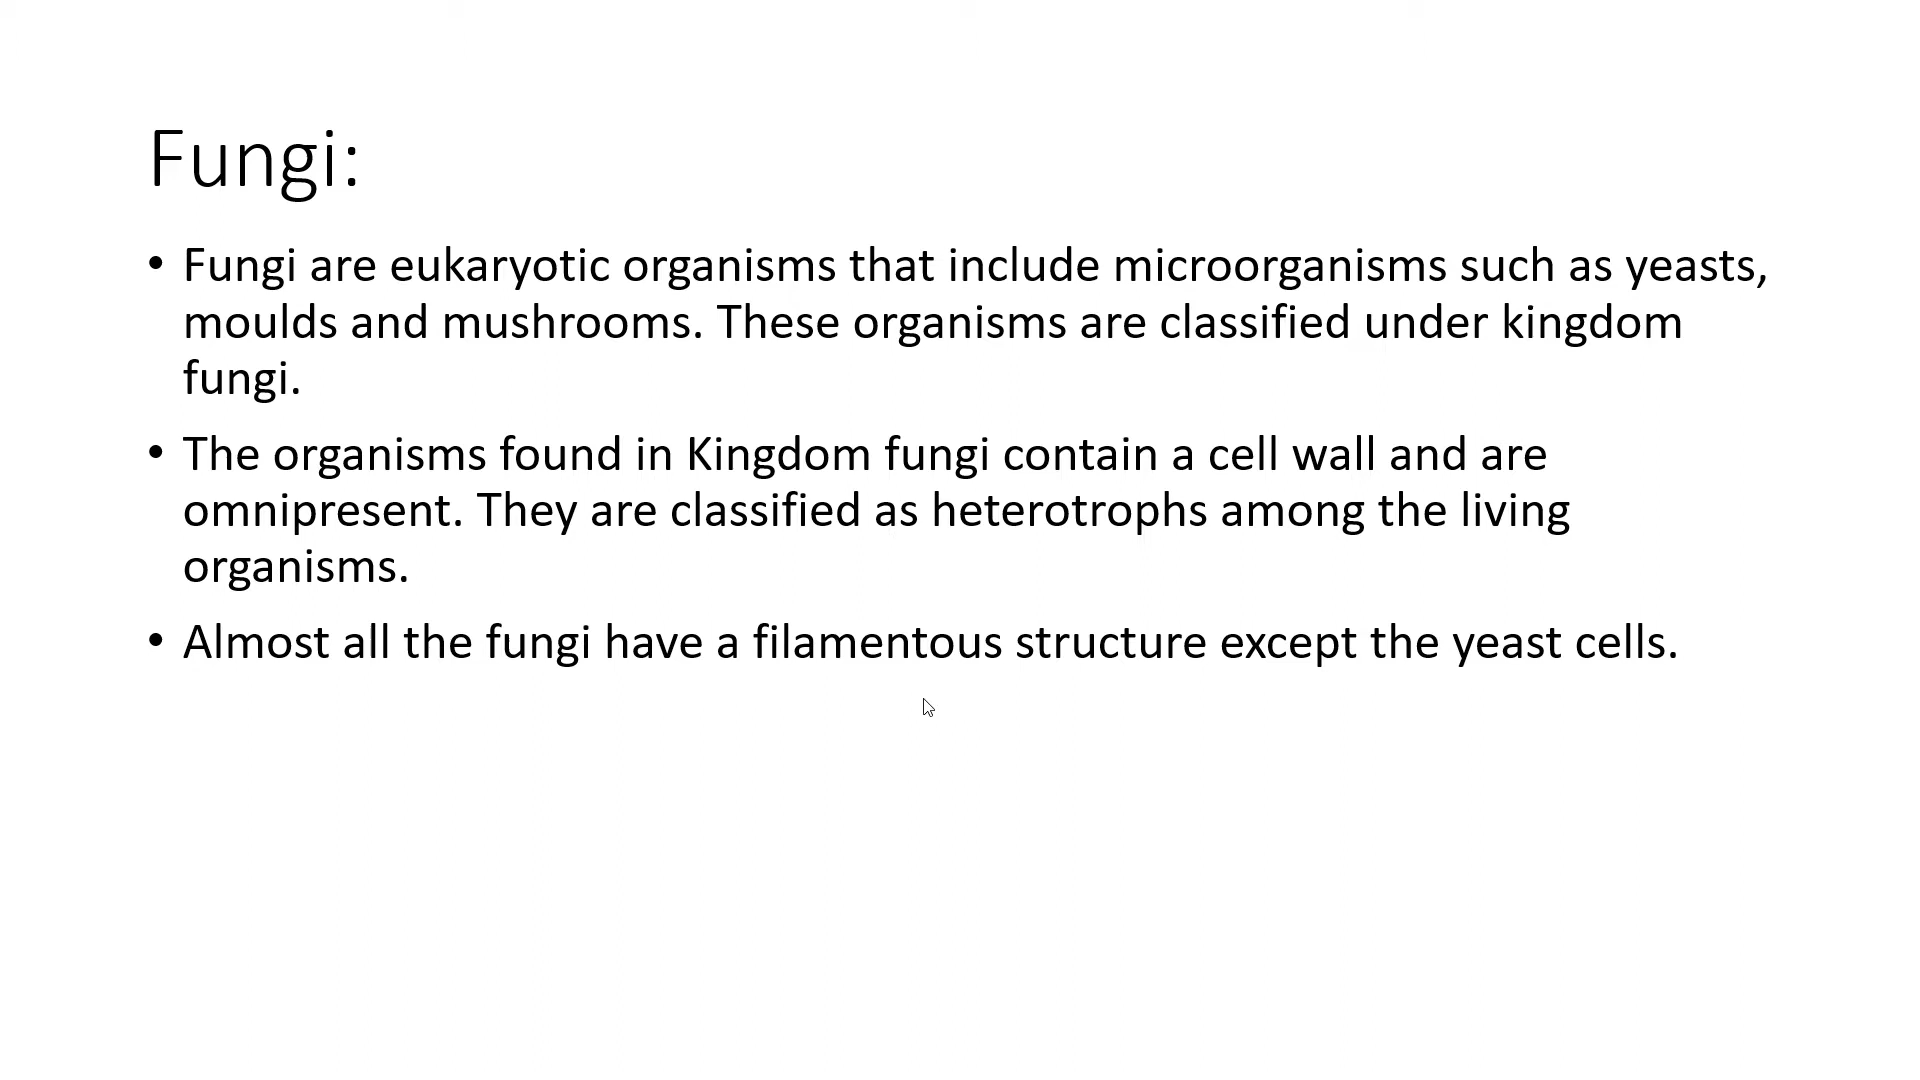 Fungi:
• Fungi are eukaryotic organisms that include microorganisms such as yeasts,
moulds and mushrooms. These organisms are classified under kingdom
fungi.
• The organisms found in Kingdom fungi contain a cell wall and are
omnipresent. They are classified as heterotrophs among the living
organisms.
• Almost all the fungi have a filamentous structure except the yeast cells.